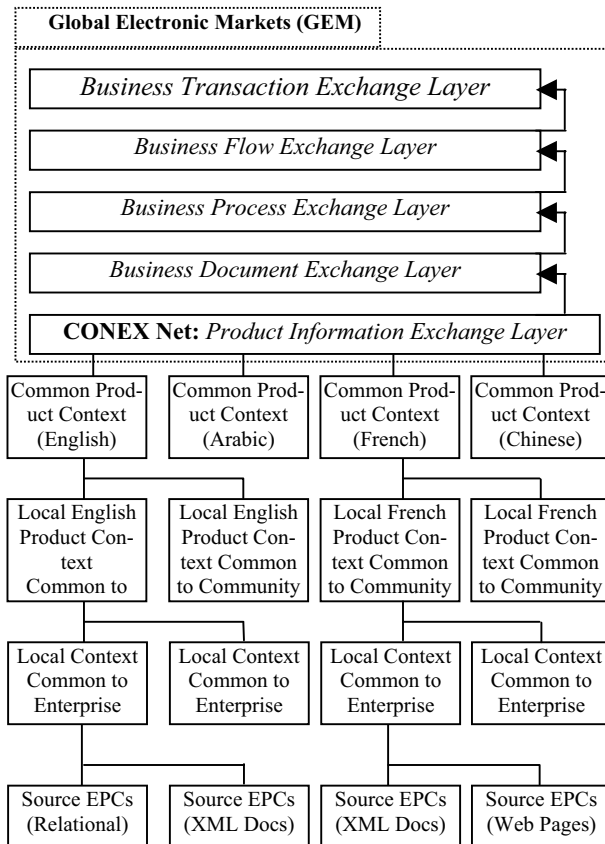 Global Electronic Markets (GEM)
Business Transaction Exchange Layer
Business Flow Exchange Layer
Business Process Exchange Layer
Business Document Exchange Layer
CONEX Net: Product Information Exchange Layer
Common Prod-
uct Context
(English)
Common Prod-
uct Context
(Arabic)
Common Prod-
uct Context
(French)
Common Prod-
uct Context
(Chinese)
Local English
Product Con-
text
Common to
Local English
Product Con-
text Common
to Community
Local French
Product Con-
text Common
to Community
Local French
Product Con-
text Common
to Community
Local Context
Common to
Enterprise
Local Context
Common to
Enterprise
Local Context
Common to
Enterprise
Local Context
Common to
Enterprise
Source EPCs
(Relational)
Source EPCs
(XML Docs)
Source EPCs
(XML Docs)
Source EPCs
(Web Pages)